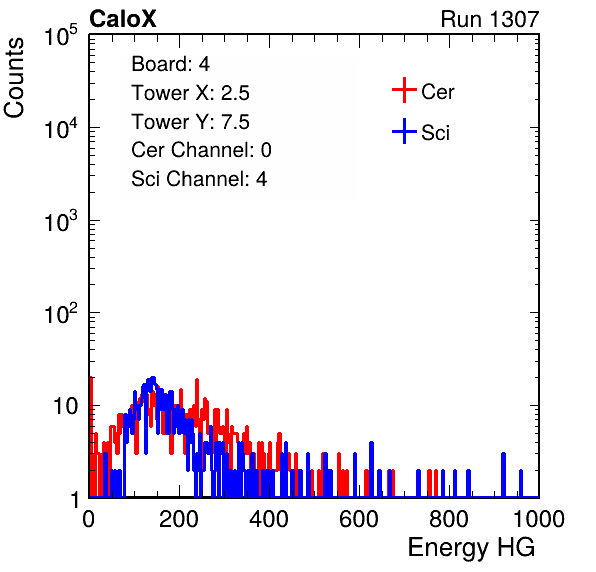 CaloX Run 1307
Counts
Board: 4
Tower X: 2.5
Tower Y: 7.5
Cer Channel: 0
Sci Channel: 4
Cer
Sci
10^5
10^4
10^3
10^2
10
1
0 200 400 600 800 1000
Energy HG